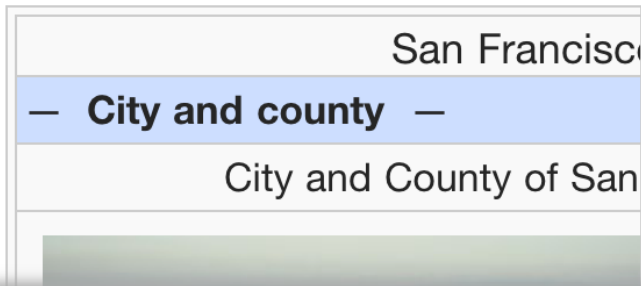 San Francisc
— City and county —
City and County of San